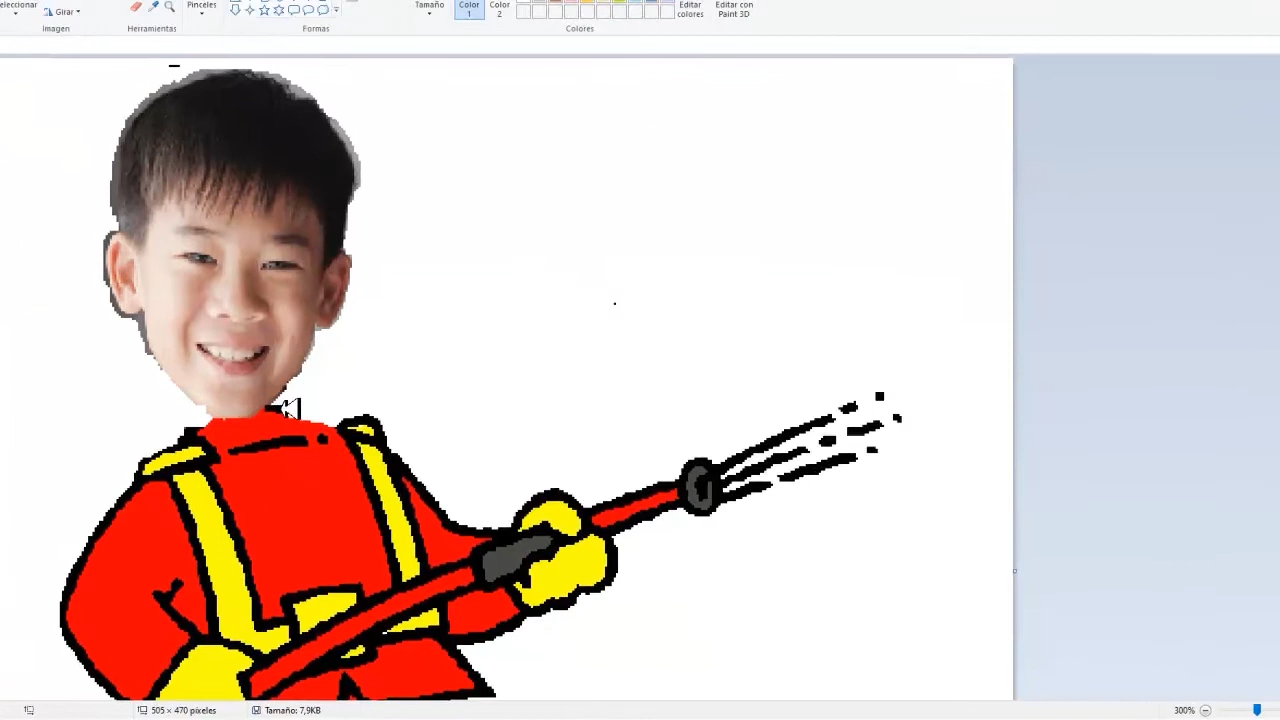 eleccionar
Girar
Pinceles
Tamaño
Color
1
Color
2
Editar
colores
Editar con
Paint 3D
Imagen
Herramientas
Formas
Colores
505 × 470 píxeles
Tamaño: 7,9KB
300%